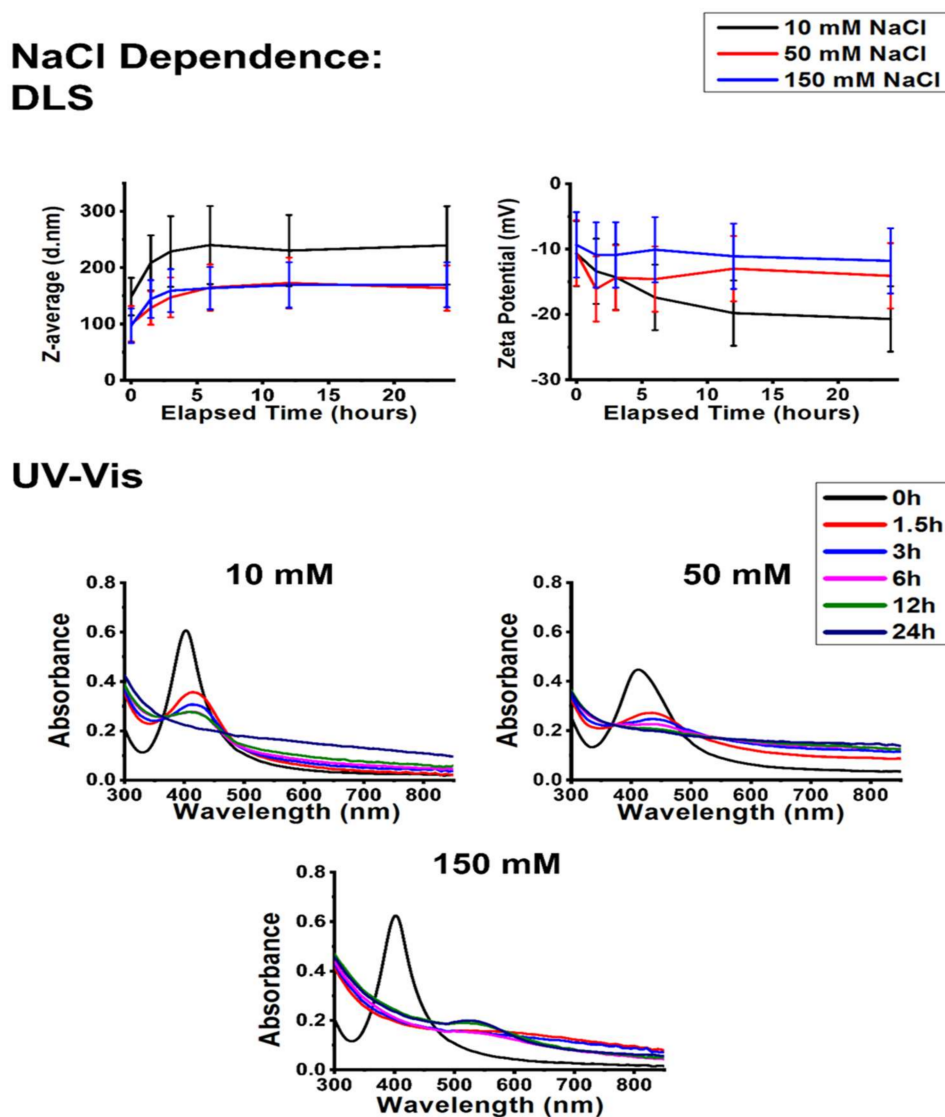 NaCl Dependence:
DLS
10 mM NaCl
50 mM NaCl
150 mM NaCl
Z-average (d.nm)
300
200
100
0
0 5 10 15 20
Elapsed Time (hours)
Zeta Potential (mV)
0
-10
-20
-30
0 5 10 15 20
Elapsed Time (hours)
UV-Vis
0h
1.5h
3h
6h
12h
24h
10 mM
Absorbance
0.8
0.6
0.4
0.2
0.0
300 400 500 600 700 800
Wavelength (nm)
50 mM
Absorbance
0.8
0.6
0.4
0.2
0.0
300 400 500 600 700 800
Wavelength (nm)
150 mM
Absorbance
0.8
0.6
0.4
0.2
0.0
300 400 500 600 700 800
Wavelength (nm)